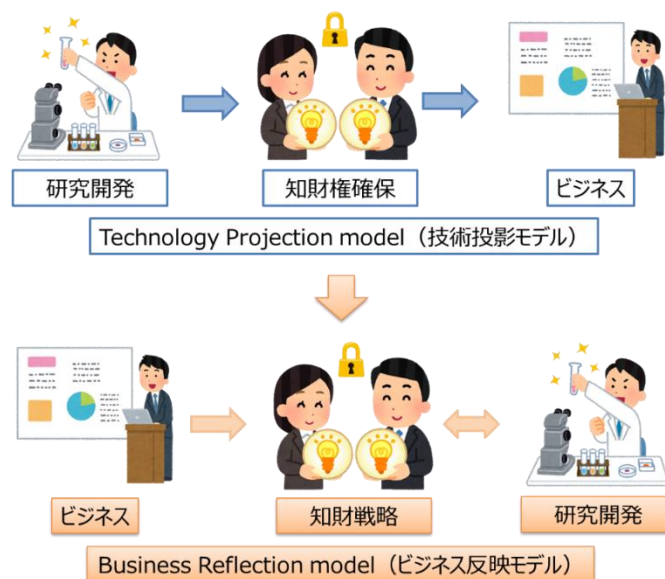 研究開発
知財権確保
ビジネス
Technology Projection model（技術投影モデル）
ビジネス
知財戦略
研究開発
Business Reflection model（ビジネス反映モデル）